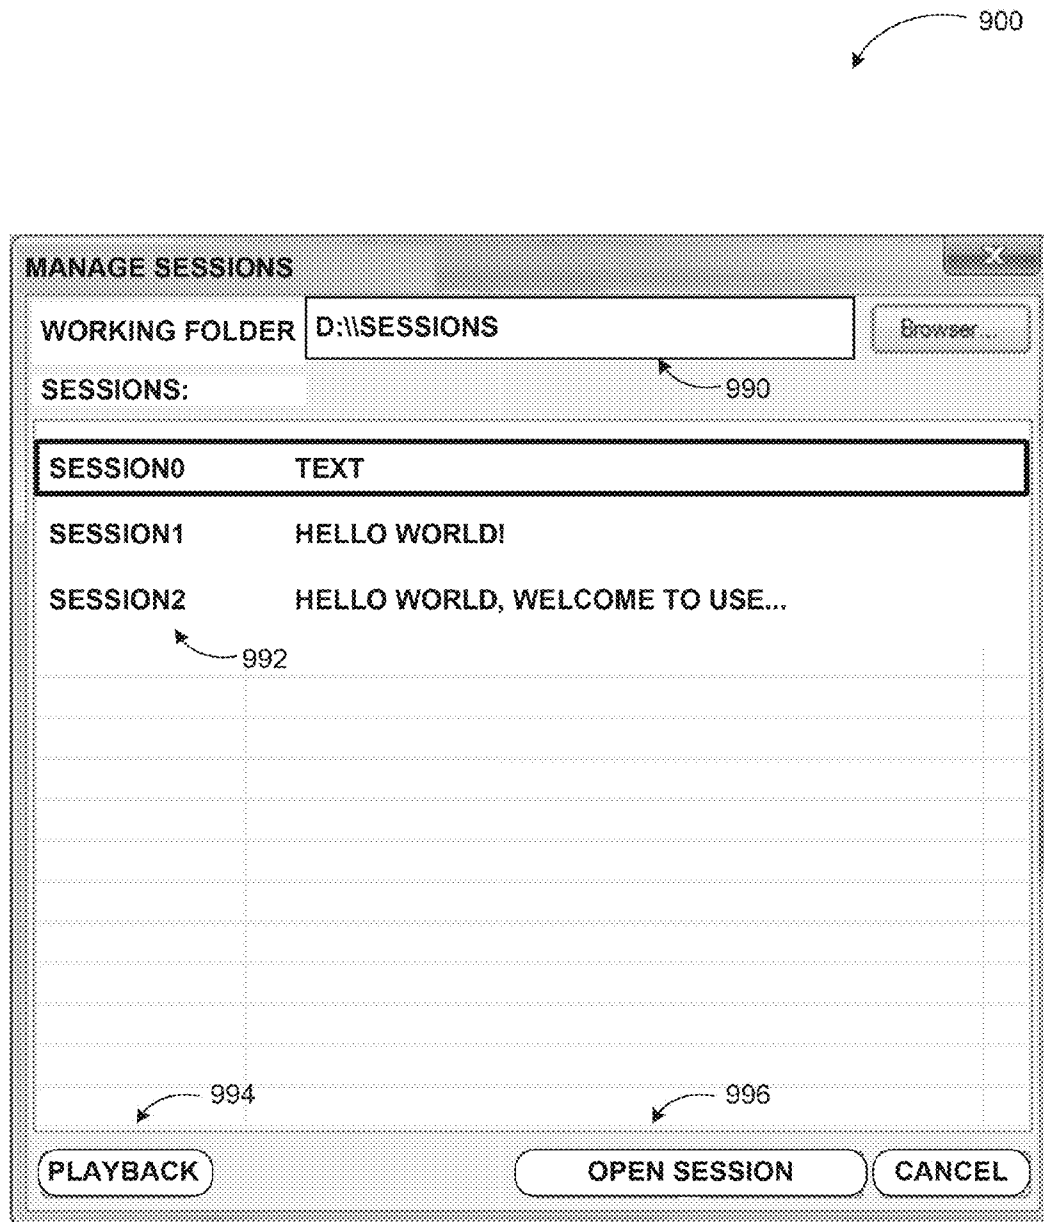 900
MANAGE SESSIONS
X
WORKING FOLDER D:\\SESSIONS Browser ...
SESSIONS:
990
SESSION0 TEXT
SESSION1 HELLO WORLD!
SESSION2 HELLO WORLD, WELCOME TO USE...
992
994 996
PLAYBACK OPEN SESSION CANCEL